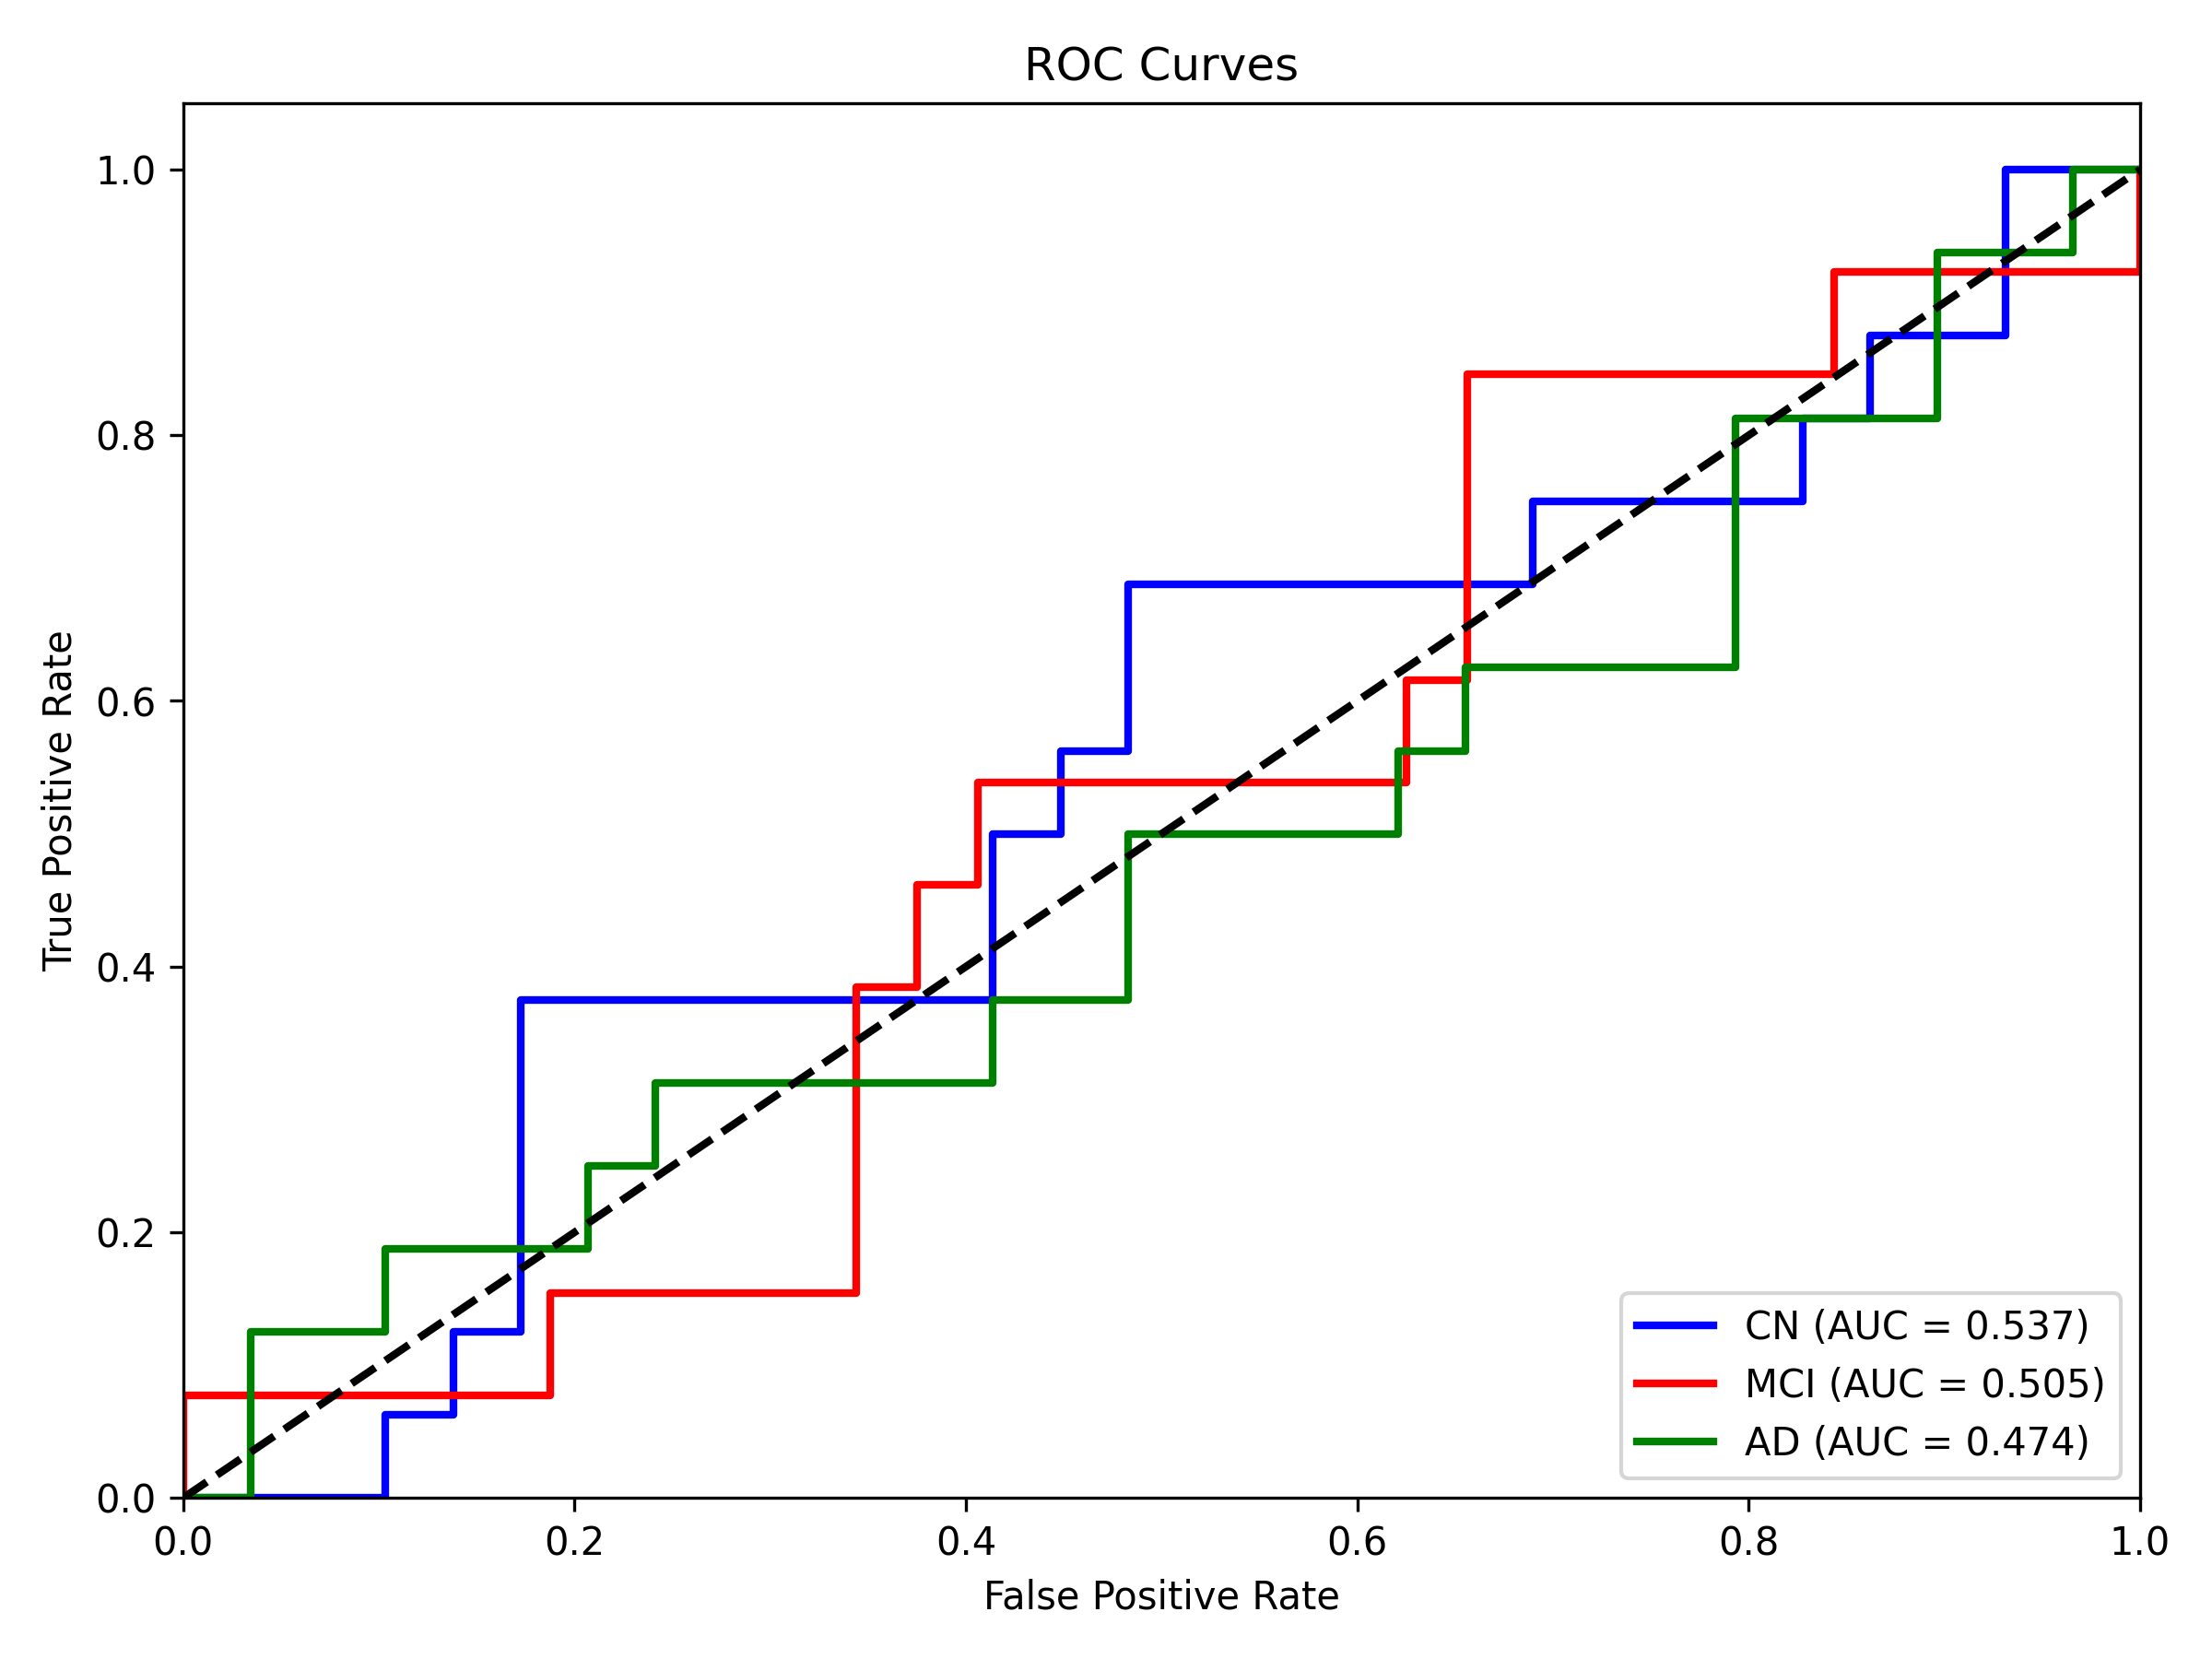 ROC Curves
1.0
0.8
0.6
0.4
0.2
0.0
True Positive Rate
0.0 0.2 0.4 0.6 0.8 1.0
False Positive Rate
CN (AUC = 0.537)
MCI (AUC = 0.505)
AD (AUC = 0.474)